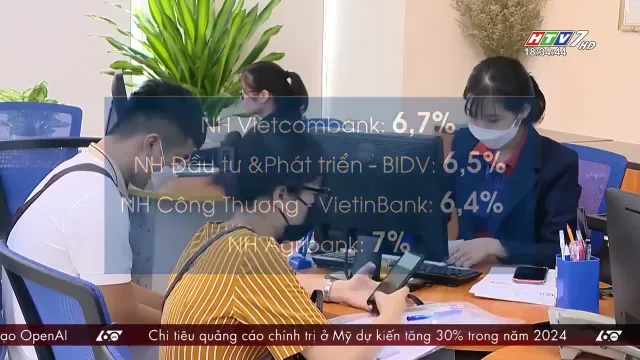 HTV7 HD
18:34:44
NH Vietcombank: 6,7%
NH Đầu tư &Phát triển - BIDV: 6,5%
NH Công Thương - VietinBank: 6,4%
NH Agribank: 7%
ạo OpenAI
60
Chi tiêu quảng cáo chính trị ở Mỹ dự kiến tăng 30% trong năm 2024
60